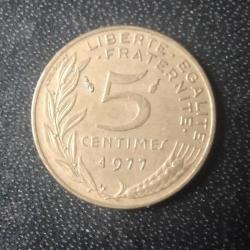 LIBERTE · EGALITE
FRATERNITE
5
CENTIMES
1977